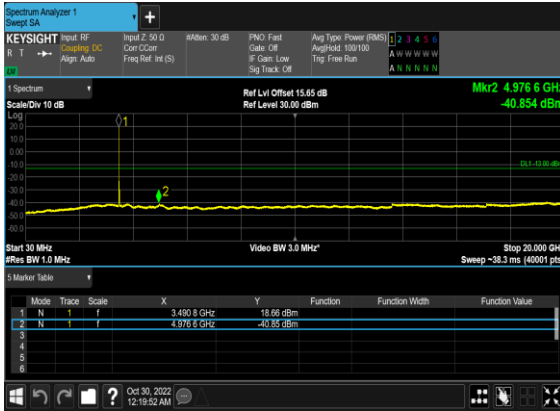 Spectrum Analyzer 1
Swept SA
+
KEYSIGHT
R T
Input: RF
Coupling: DC
Align: Auto
Input Z: 50 Ω
Corr CCorr
Freq Ref: Int (S)
#Atten: 30 dB
PNO: Fast
Gate: Off
IF Gain: Low
Sig Track: Off
Avg Type: Power (RMS)
Avg|Hold: 100/100
Trig: Free Run
1 2 3 4 5 6
A W W W W W
A N N N N N
1 Spectrum
Scale/Div 10 dB
Ref Lvl Offset 15.65 dB
Ref Level 30.00 dBm
Mkr2 4.976 6 GHz
-40.854 dBm
Log
20.0
10.0
0.00
-10.0
-20.0
-30.0
-40.0
-50.0
-60.0
1
2
DL1 -13.00 dBm
Start 30 MHz
#Res BW 1.0 MHz
Video BW 3.0 MHz*
Stop 20.000 GHz
Sweep ~38.3 ms (40001 pts)
5 Marker Table
Mode Trace Scale X Y Function Function Width Function Value
1 N 1 f 3.490 8 GHz 18.66 dBm
2 N 1 f 4.976 6 GHz -40.85 dBm
3
4
5
6
?
Oct 30, 2022
12:19:52 AM